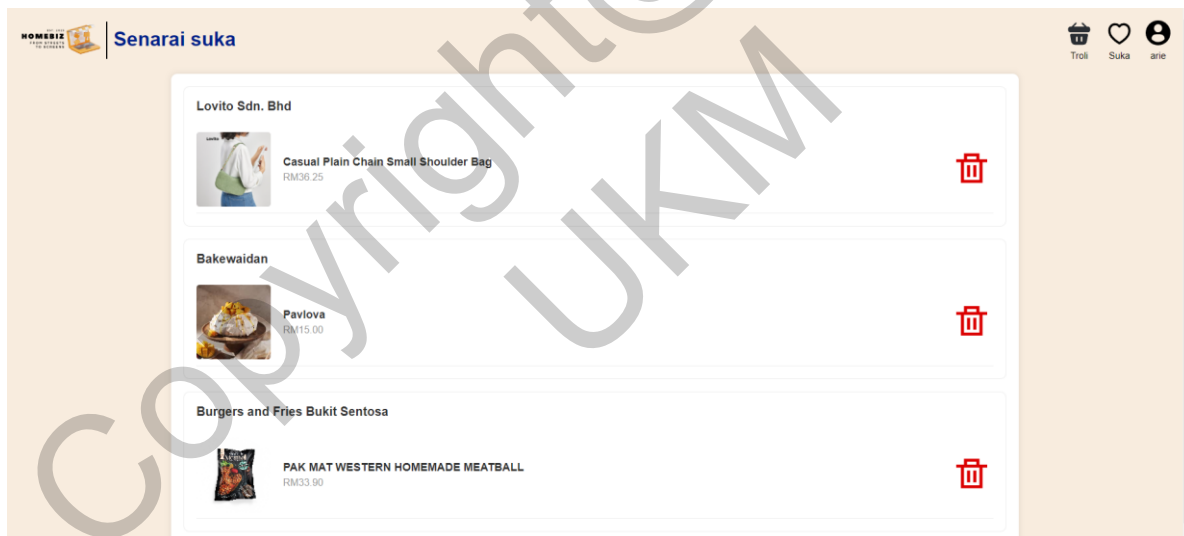 HOMEBIZ
FROM STREETS
TO SCREENS
Senarai suka
Troli
Suka
arie
Lovito Sdn. Bhd
Lovito
Casual Plain Chain Small Shoulder Bag
RM36.25
Bakewaidan
Pavlova
RM15.00
Burgers and Fries Bukit Sentosa
PAK MAT WESTERN HOMEMADE MEATBALL
RM33.90
Copyright@
UKM